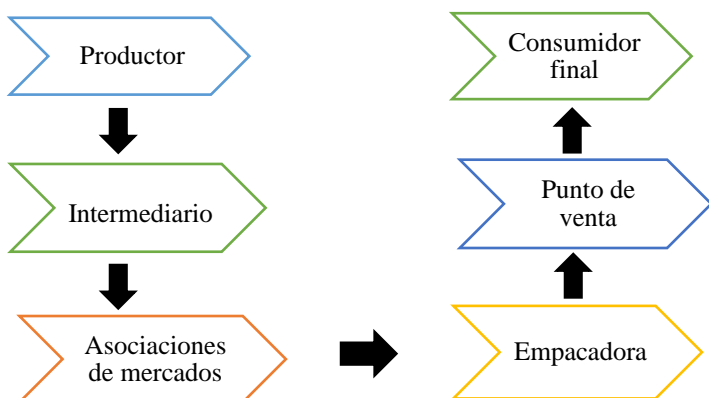 Productor
Intermediario
Asociaciones
de mercados
Empacadora
Punto de
venta
Consumidor
final